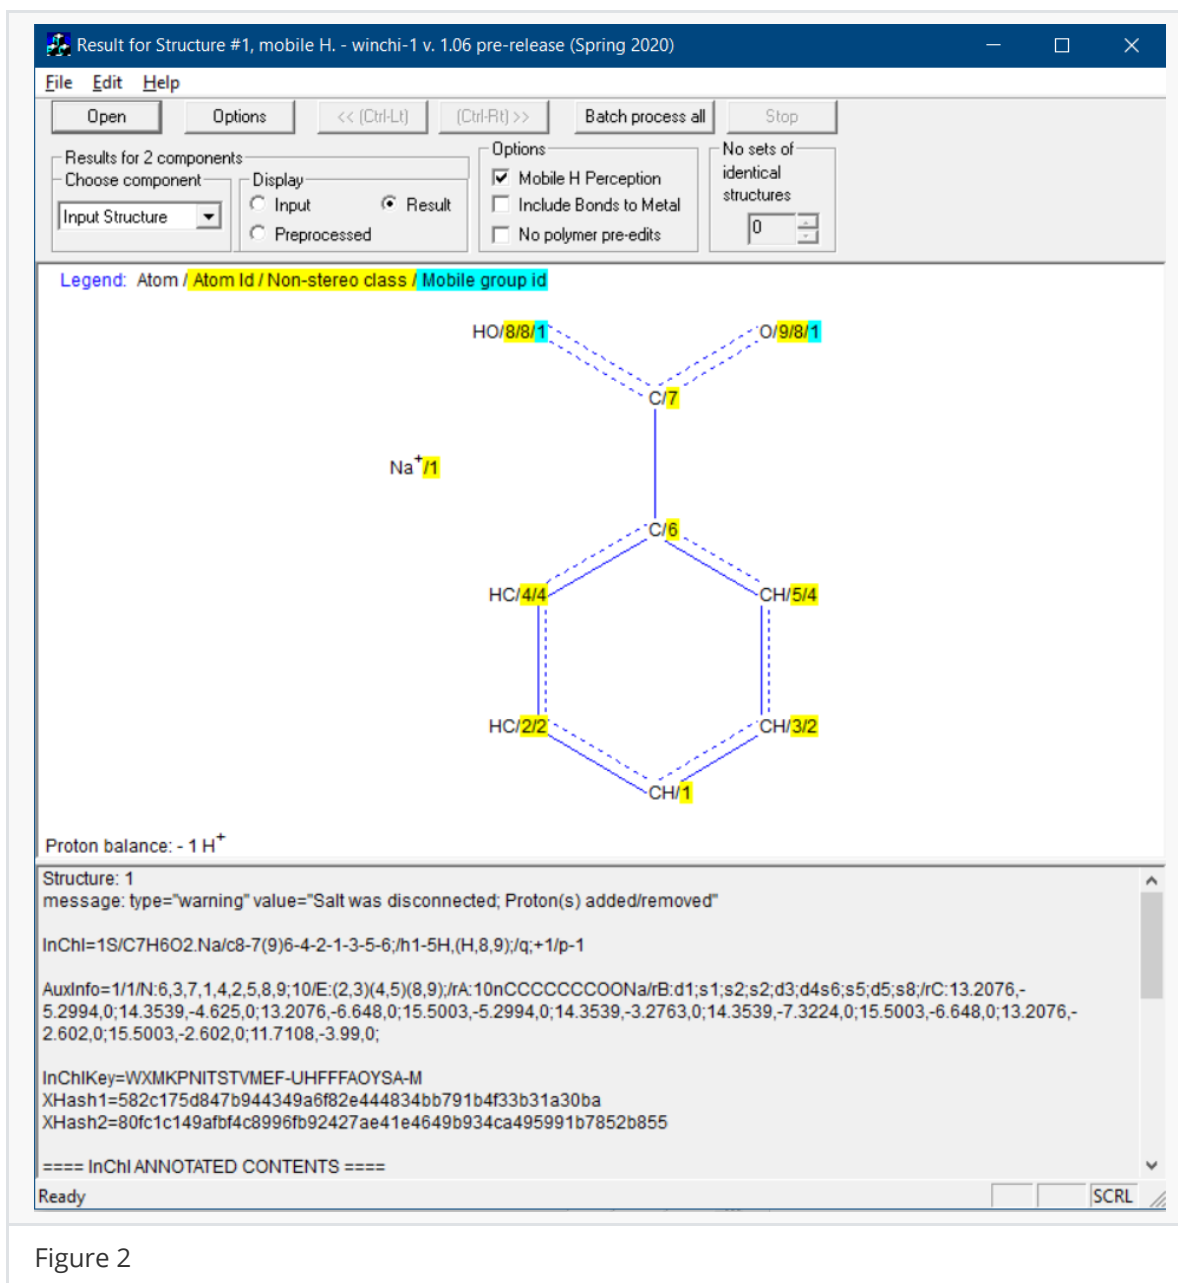 Result for Structure #1, mobile H. - winchi-1 v. 1.06 pre-release (Spring 2020)
File Edit Help
Open Options << (Ctrl-Lt) (Ctrl-Rt) >> Batch process all Stop
Results for 2 components
Choose component
Input Structure
Display
Input Result
Preprocessed
Options
Mobile H Perception
Include Bonds to Metal
No polymer pre-edits
No sets of
identical
structures
0
Legend: Atom / Atom Id / Non-stereo class / Mobile group id
HO/8/8/1 O/9/8/1
C/7
Na+/1
C/6
HC/4/4 CH/5/4
HC/2/2 CH/3/2
CH/1
Proton balance: - 1 H+
Structure: 1
message: type="warning" value="Salt was disconnected; Proton(s) added/removed"
InChI=1S/C7H6O2.Na/c8-7(9)6-4-2-1-3-5-6;/h1-5H,(H,8,9);/q;+1/p-1
AuxInfo=1/1/N:6,3,7,1,4,2,5,8,9;10/E:(2,3)(4,5)(8,9);/rA:10nCCCCCCCOONa/rB:d1;s1;s2;s2;d3;d4s6;s5;d5;s8;/rC:13.2076,-
5.2994,0;14.3539,-4.625,0;13.2076,-6.648,0;15.5003,-5.2994,0;14.3539,-3.2763,0;14.3539,-7.3224,0;15.5003,-6.648,0;13.2076,-
2.602,0;15.5003,-2.602,0;11.7108,-3.99,0;
InChIKey=WXMKPNITSTVMEF-UHFFFAOYSA-M
XHash1=582c175d847b944349a6f82e444834bb791b4f33b31a30ba
XHash2=80fc1c149afbf4c8996fb92427ae41e4649b934ca495991b7852b855
==== InChI ANNOTATED CONTENTS ====
Ready SCRL
Figure 2